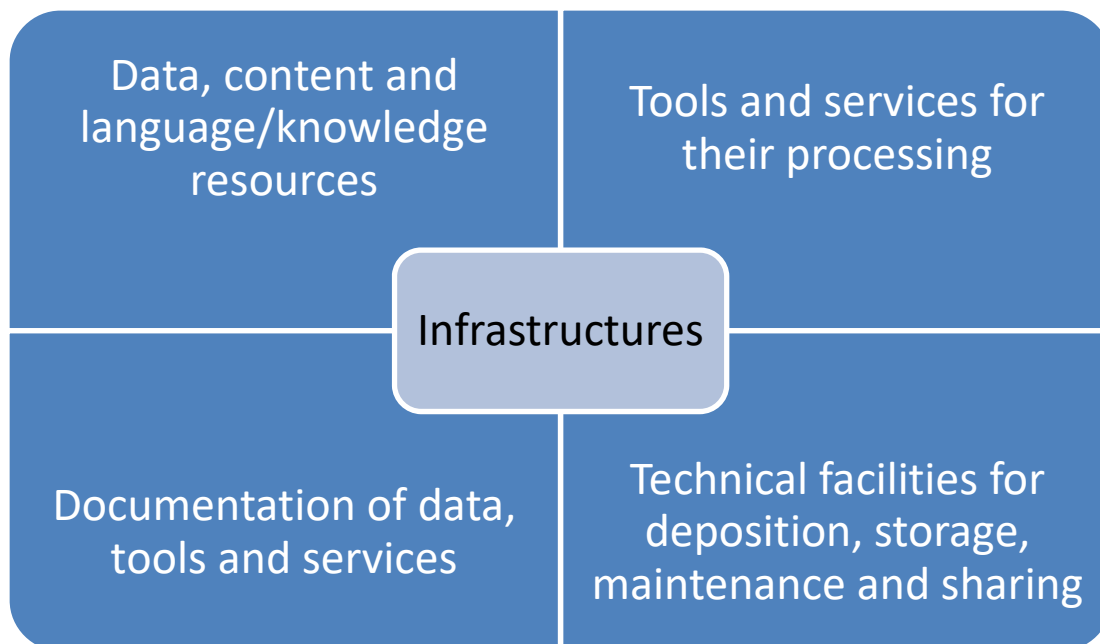 Data, content and
language/knowledge
resources
Tools and services for
their processing
Infrastructures
Documentation of data,
tools and services
Technical facilities for
deposition, storage,
maintenance and sharing